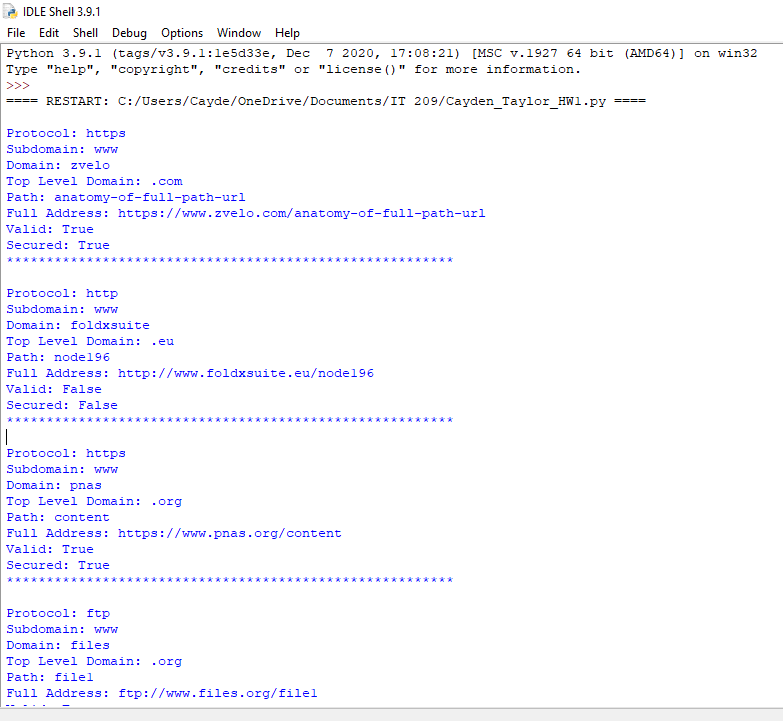 IDLE Shell 3.9.1
File Edit Shell Debug Options Window Help
Python 3.9.1 (tags/v3.9.1:1e5d33e, Dec  7 2020, 17:08:21) [MSC v.1927 64 bit (AMD64)] on win32
Type "help", "copyright", "credits" or "license()" for more information.
>>>
==== RESTART: C:/Users/Cayde/OneDrive/Documents/IT 209/Cayden_Taylor_HW1.py ====
Protocol: https
Subdomain: www
Domain: zvelo
Top Level Domain: .com
Path: anatomy-of-full-path-url
Full Address: https://www.zvelo.com/anatomy-of-full-path-url
Valid: True
Secured: True
********************************************************
Protocol: http
Subdomain: www
Domain: foldxsuite
Top Level Domain: .eu
Path: node196
Full Address: http://www.foldxsuite.eu/node196
Valid: False
Secured: False
********************************************************
Protocol: https
Subdomain: www
Domain: pnas
Top Level Domain: .org
Path: content
Full Address: https://www.pnas.org/content
Valid: True
Secured: True
********************************************************
Protocol: ftp
Subdomain: www
Domain: files
Top Level Domain: .org
Path: file1
Full Address: ftp://www.files.org/file1